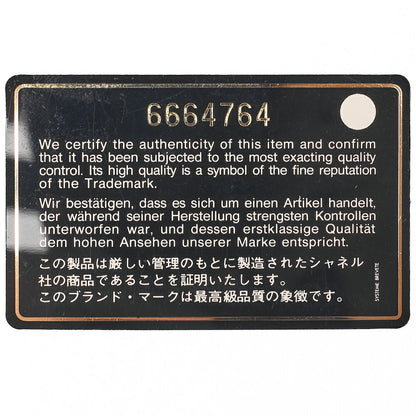 6664764
We certify the authenticity of this item and confirm
that it has been subjected to the most exacting quality
control. Its high quality is a symbol of the fine reputation
of the Trademark.
Wir bestätigen, dass es sich um einen Artikel handelt,
der während seiner Herstellung strengsten Kontrollen
unterworfen war, und dessen erstklassige Qualität
dem hohen Ansehen unserer Marke entspricht.
この製品は厳しい管理のもとに製造されたシャネル
社の商品であることを証明いたします。
このブランド・マークは最高級品質の象徴です。
SYSTEME BREVETE